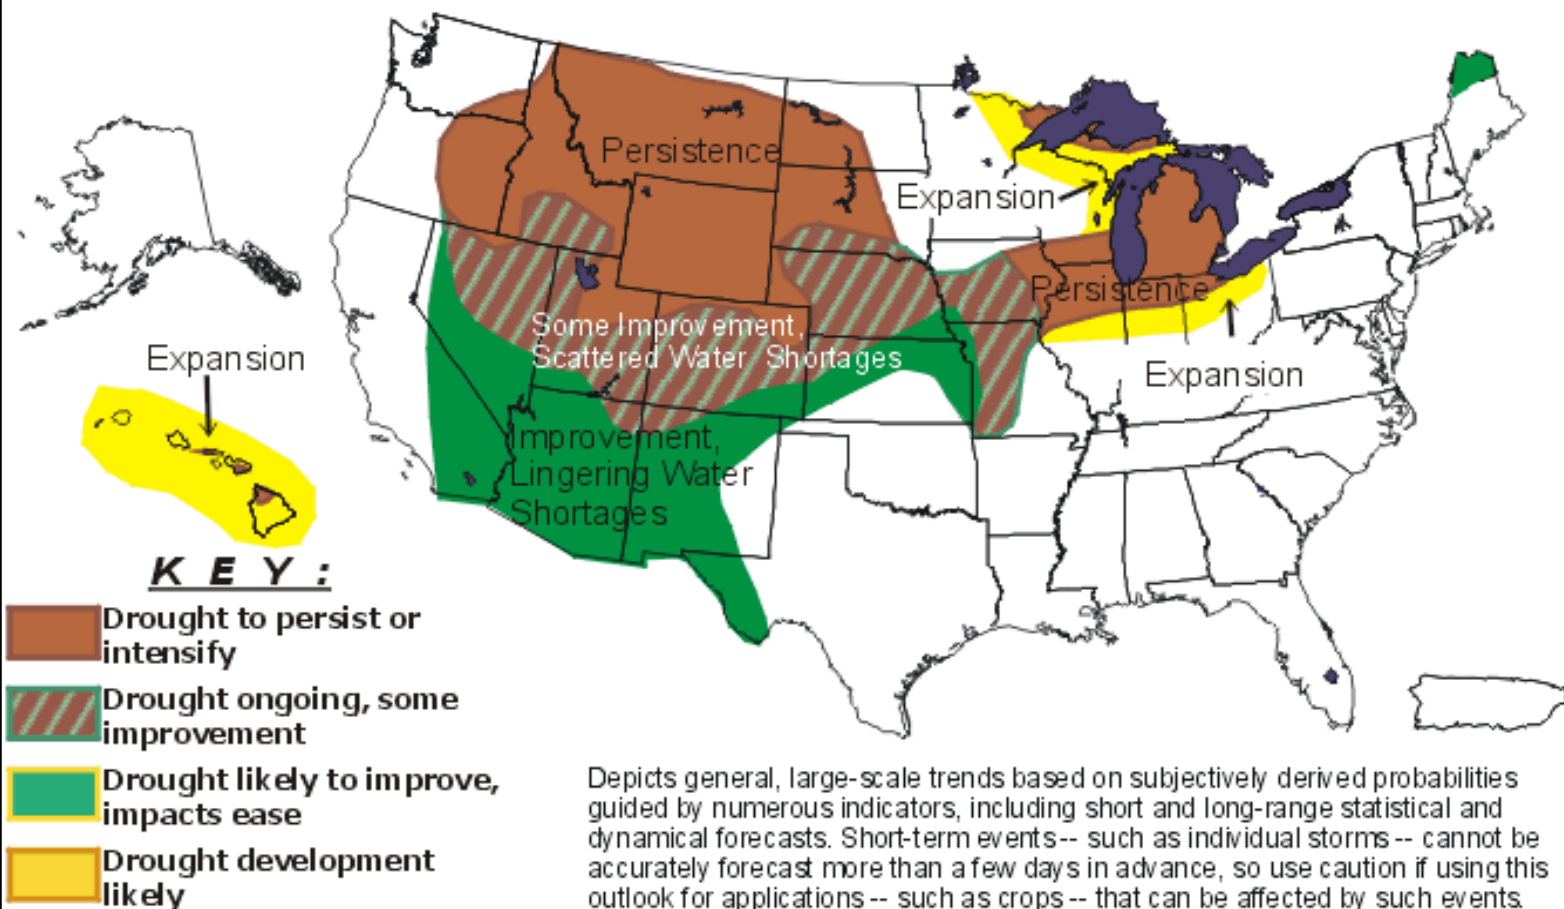 Persistence
Expansion
Persistence
Some Improvement,
Scattered Water Shortages
Expansion
Expansion
Improvement,
Lingering Water
Shortages
K E Y :
Drought to persist or
intensify
Drought ongoing, some
improvement
Drought likely to improve,
impacts ease
Drought development
likely
Depicts general, large-scale trends based on subjectively derived probabilities
guided by numerous indicators, including short and long-range statistical and
dynamical forecasts. Short-term events -- such as individual storms -- cannot be
accurately forecast more than a few days in advance, so use caution if using this
outlook for applications -- such as crops -- that can be affected by such events.